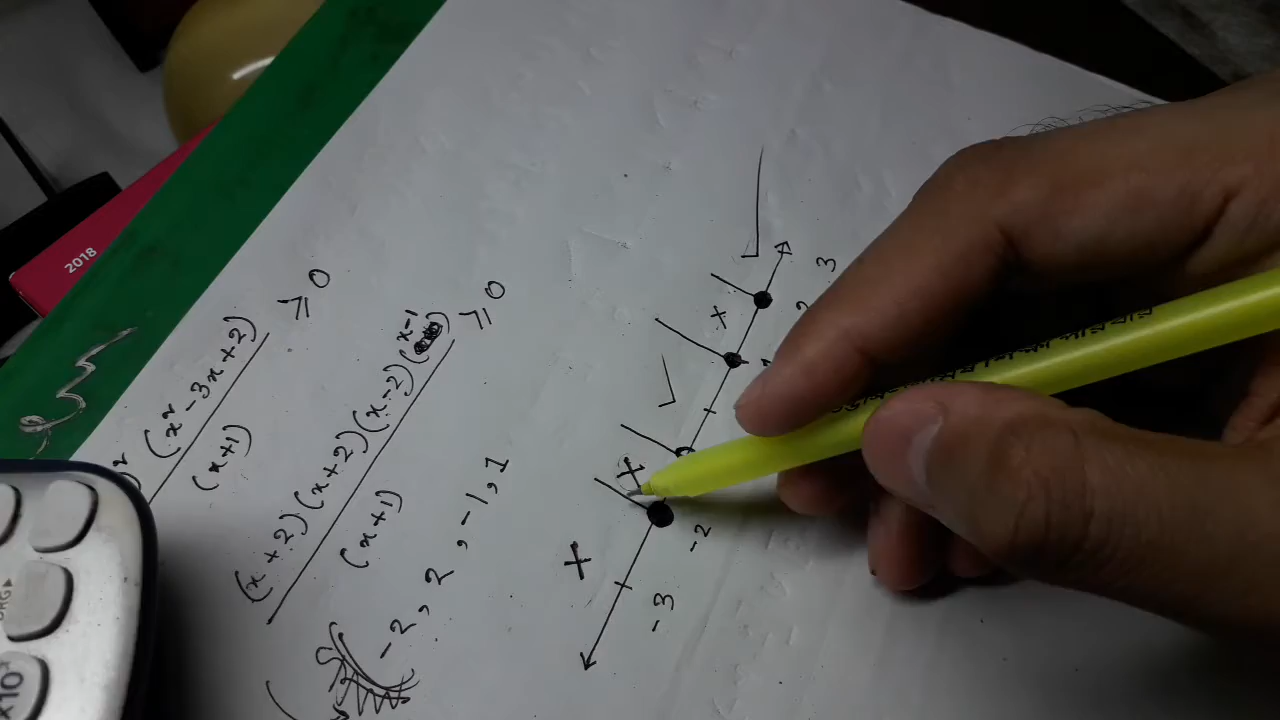 2018
(x² - 3x + 2)
(x + 1)
≥ 0
(x + 2)(x + 2)(x - 2)(x - 1)
(x + 1)
≥ 0
-2, 2, -1, 1
x x ✓ x ✓
-3 -2 3
x10